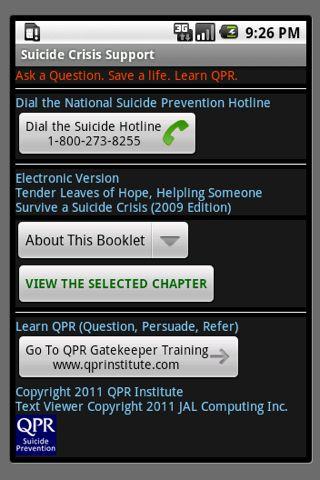 3G
9:26 PM
Suicide Crisis Support
Ask a Question. Save a life. Learn QPR.
Dial the National Suicide Prevention Hotline
Dial the Suicide Hotline
1-800-273-8255
Electronic Version
Tender Leaves of Hope, Helpling Someone
Survive a Suicide Crisis (2009 Edition)
About This Booklet
VIEW THE SELECTED CHAPTER
Learn QPR (Question, Persuade, Refer)
Go To QPR Gatekeeper Training
www.qprinstitute.com
Copyright 2011 QPR Institute
Text Viewer Copyright 2011 JAL Computing Inc.
QPR
Suicide
Prevention